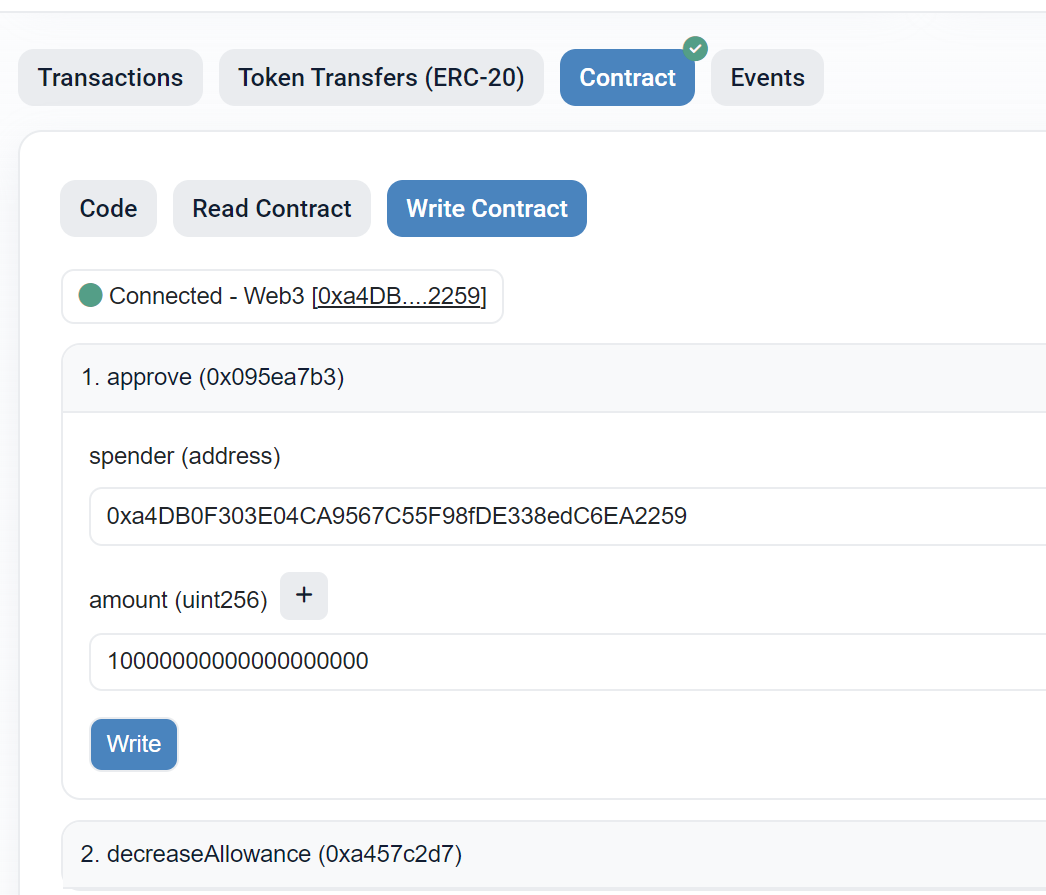 Transactions
Token Transfers (ERC-20)
Contract
Events
Code
Read Contract
Write Contract
Connected - Web3 [0xa4DB....2259]
1. approve (0x095ea7b3)
spender (address)
0xa4DB0F303E04CA9567C55F98fDE338edC6EA2259
amount (uint256) +
10000000000000000000
Write
2. decreaseAllowance (0xa457c2d7)